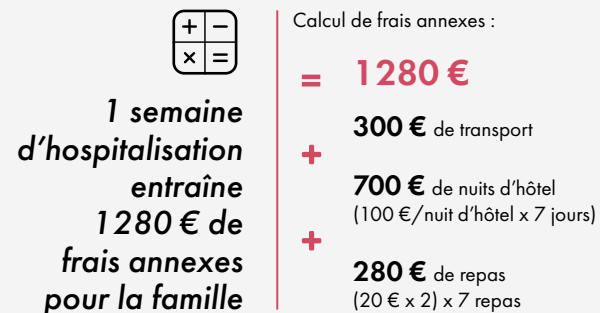 1 semaine
d’hospitalisation
entraîne
1280 € de
frais annexes
pour la famille
Calcul de frais annexes :
= 1280 €
300 € de transport
+
700 € de nuits d’hôtel
(100 €/nuit d’hôtel x 7 jours)
+
280 € de repas
(20 € x 2) x 7 repas